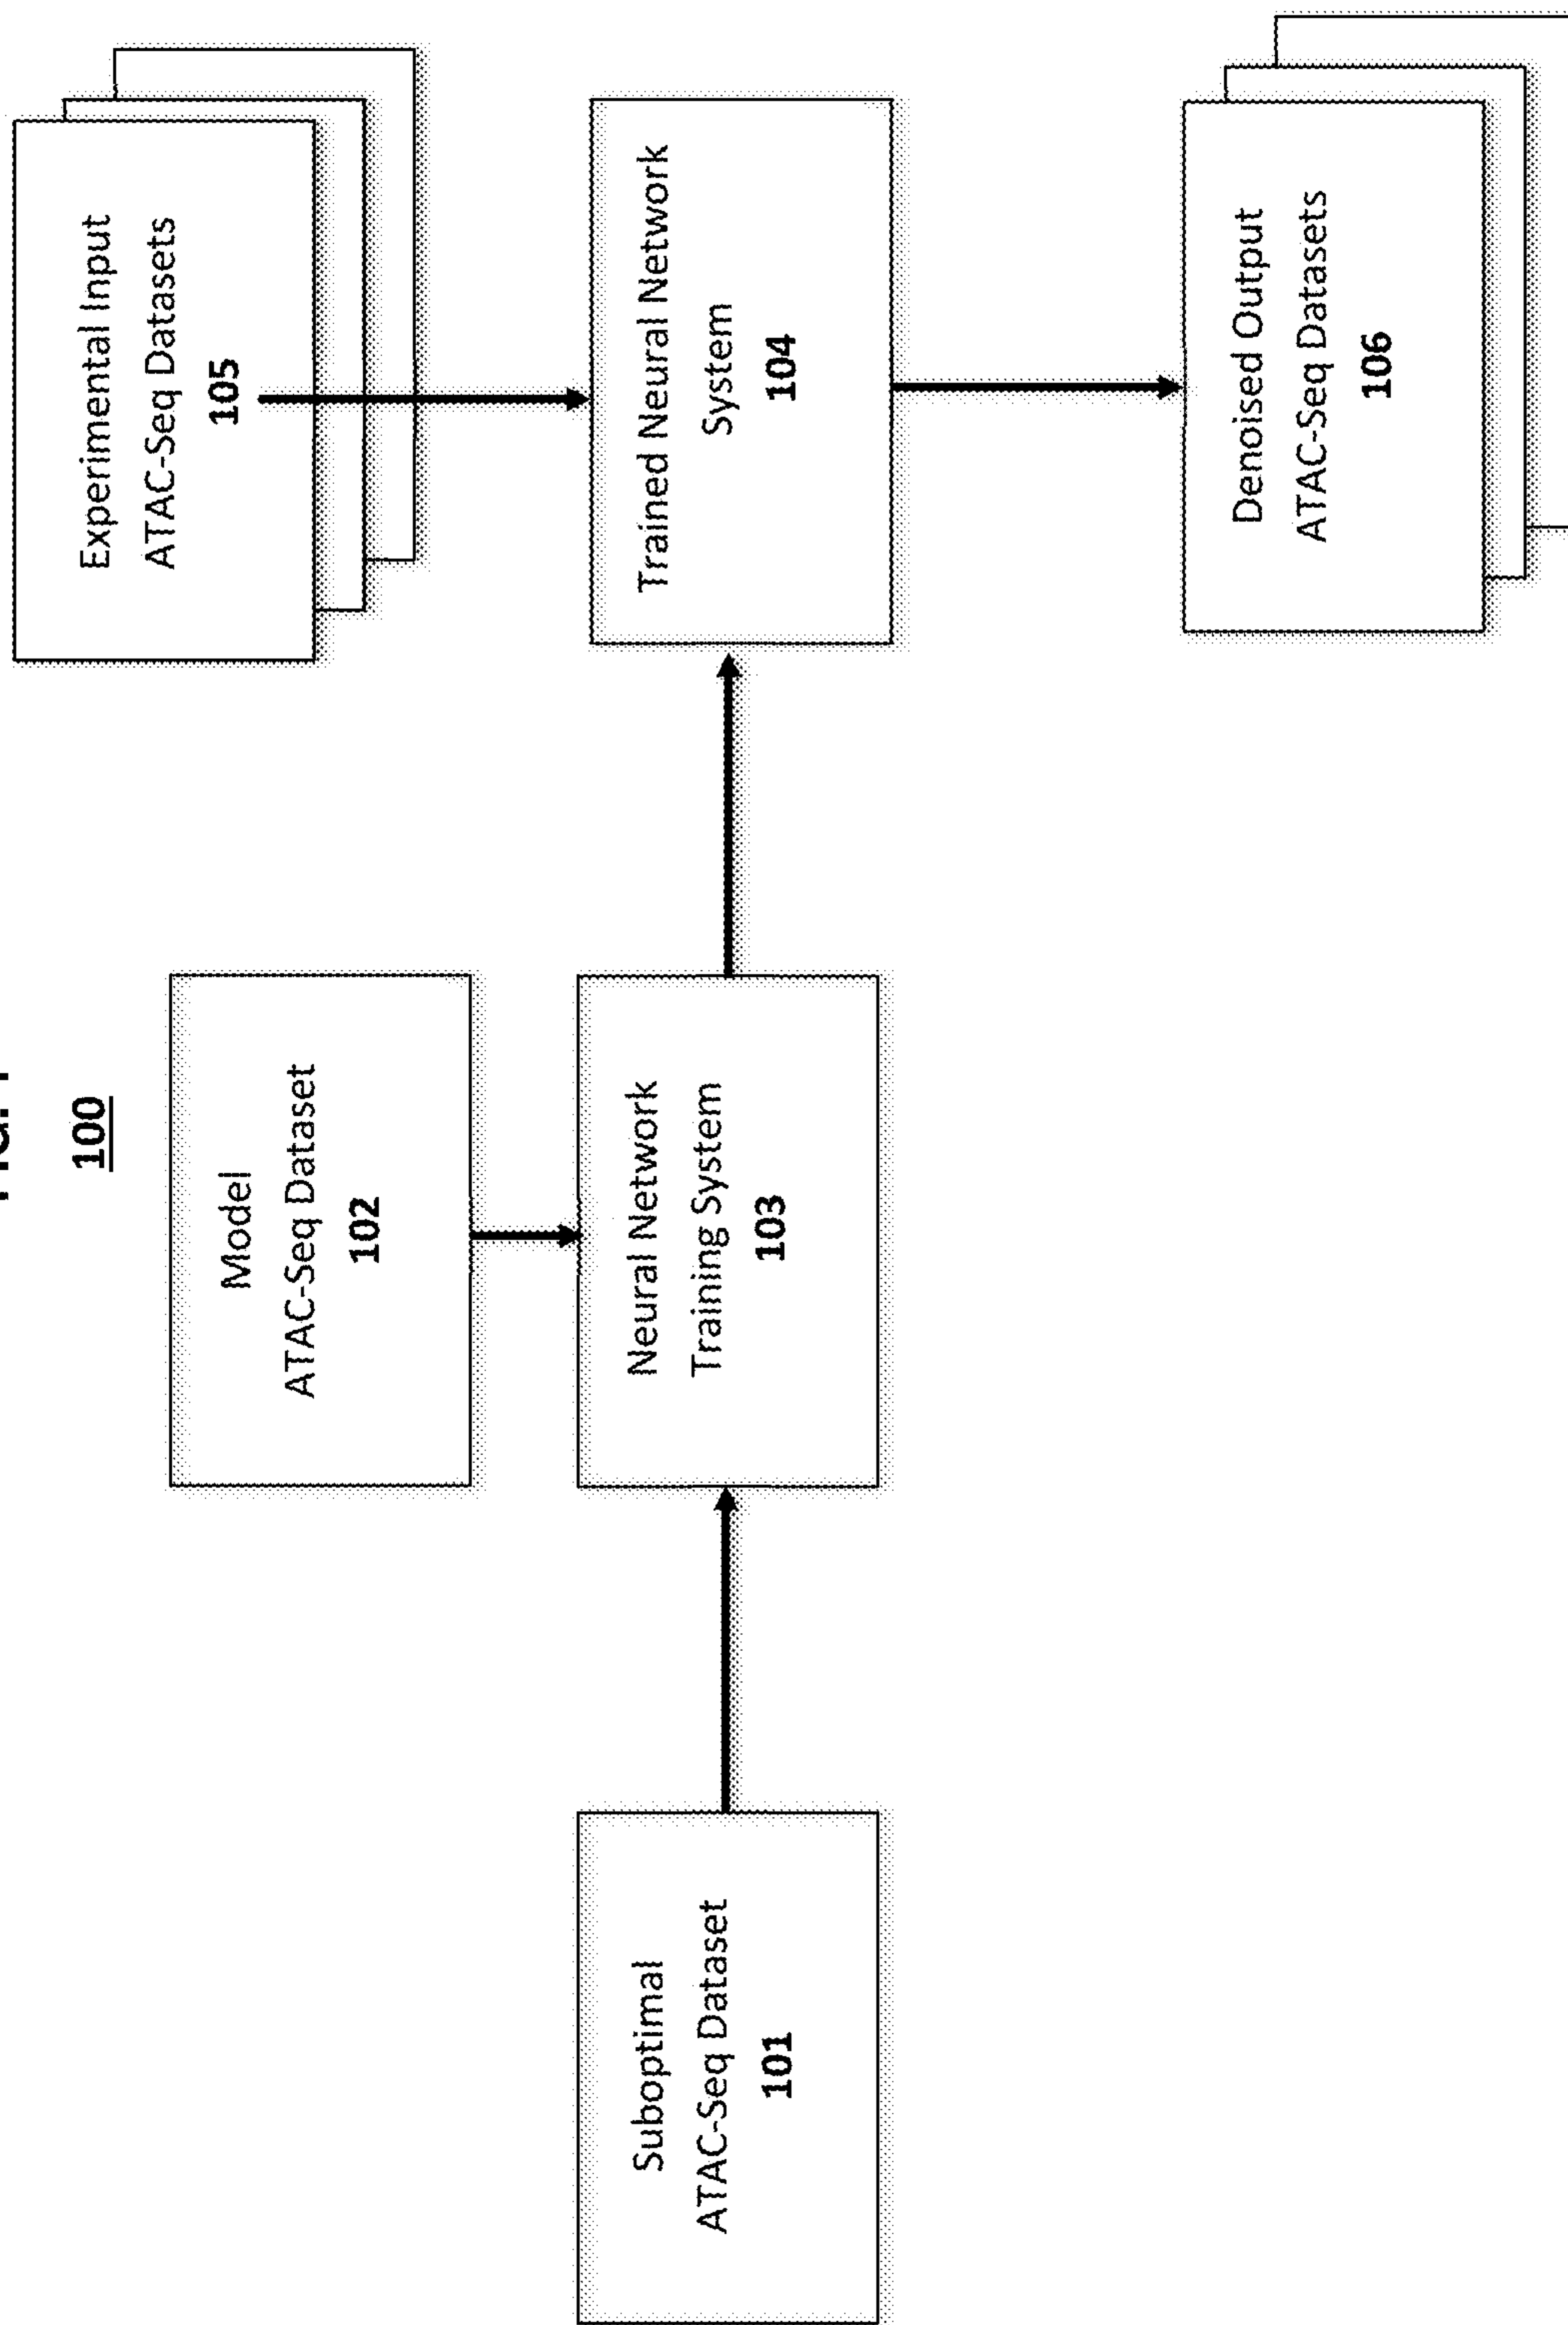 100
Suboptimal
ATAC-Seq Dataset
101
Model
ATAC-Seq Dataset
102
Neural Network
Training System
103
Experimental Input
ATAC-Seq Datasets
105
Trained Neural Network
System
104
Denoised Output
ATAC-Seq Datasets
106